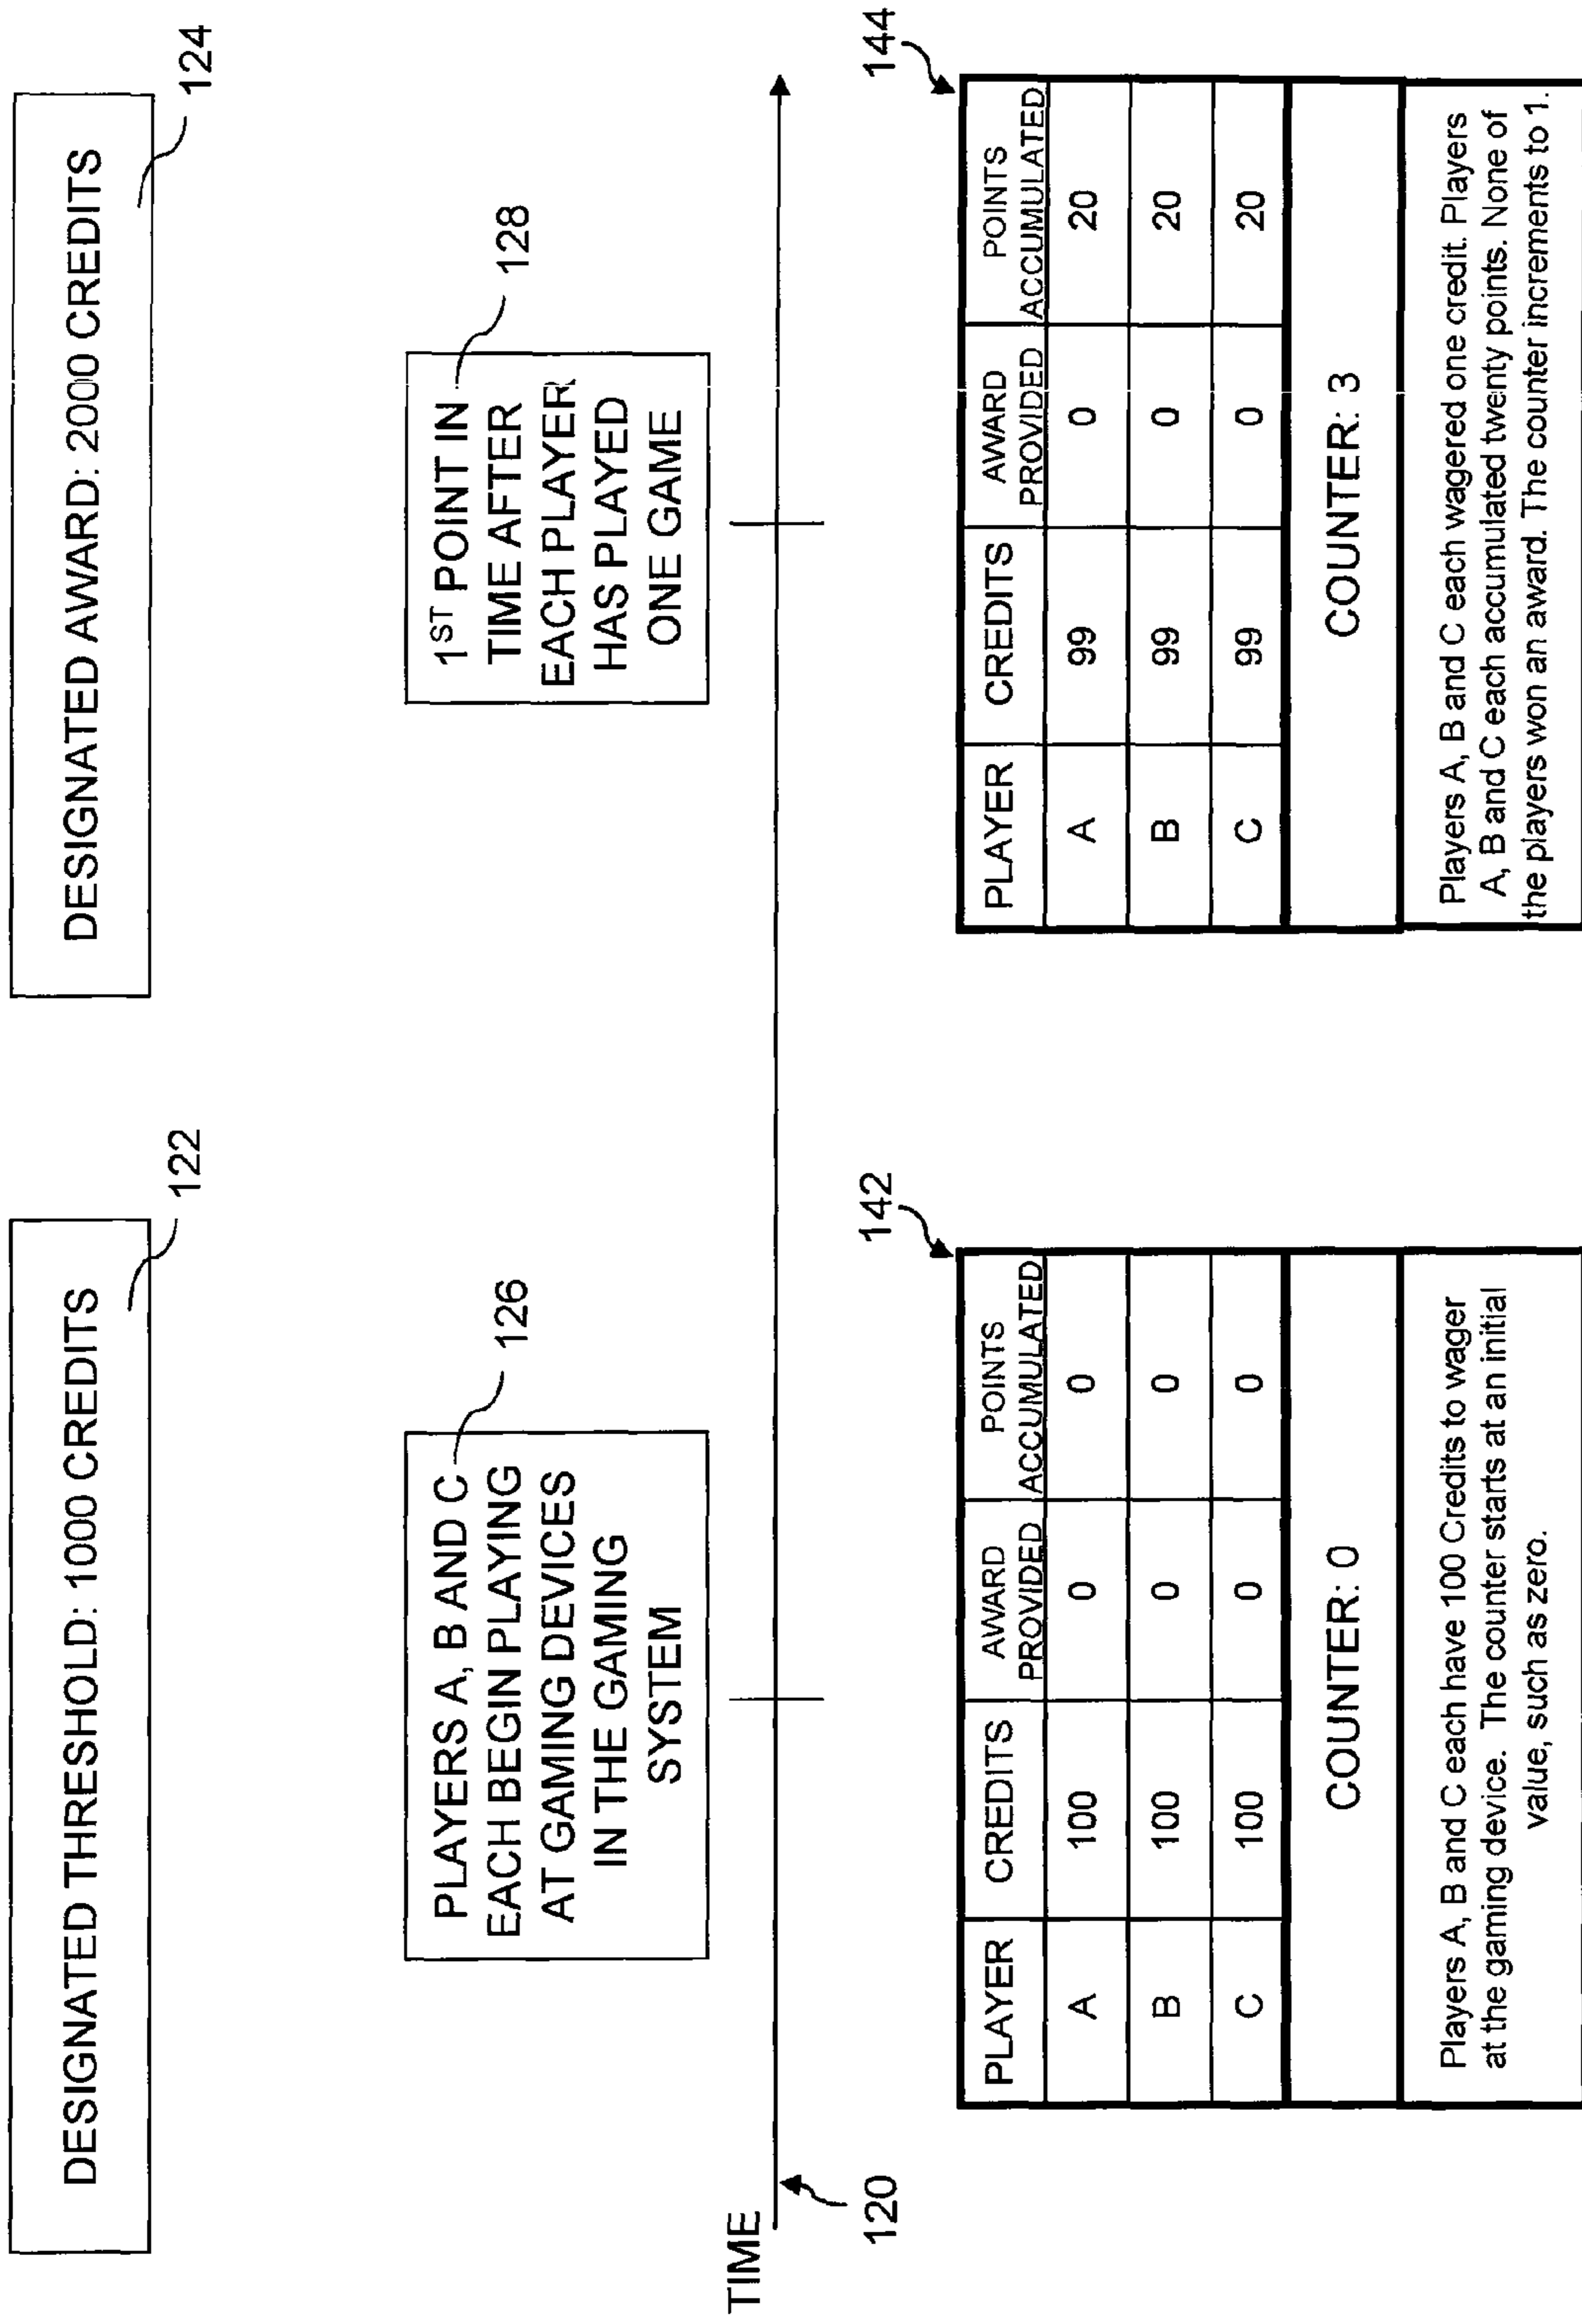 DESIGNATED THRESHOLD: 1000 CREDITS
122
DESIGNATED AWARD: 2000 CREDITS
124
PLAYERS A, B AND C
EACH BEGIN PLAYING
AT GAMING DEVICES
IN THE GAMING
SYSTEM
126
1ST POINT IN
TIME AFTER
EACH PLAYER
HAS PLAYED
ONE GAME
128
TIME
120
142
PLAYER CREDITS AWARD PROVIDED POINTS ACCUMULATED
A 100 0 0
B 100 0 0
C 100 0 0
COUNTER: 0
Players A, B and C each have 100 Credits to wager
at the gaming device. The counter starts at an initial
value, such as zero.
144
PLAYER CREDITS AWARD PROVIDED POINTS ACCUMULATED
A 99 0 20
B 99 0 20
C 99 0 20
COUNTER: 3
Players A, B and C each wagered one credit. Players
A, B and C each accumulated twenty points. None of
the players won an award. The counter increments to 1.